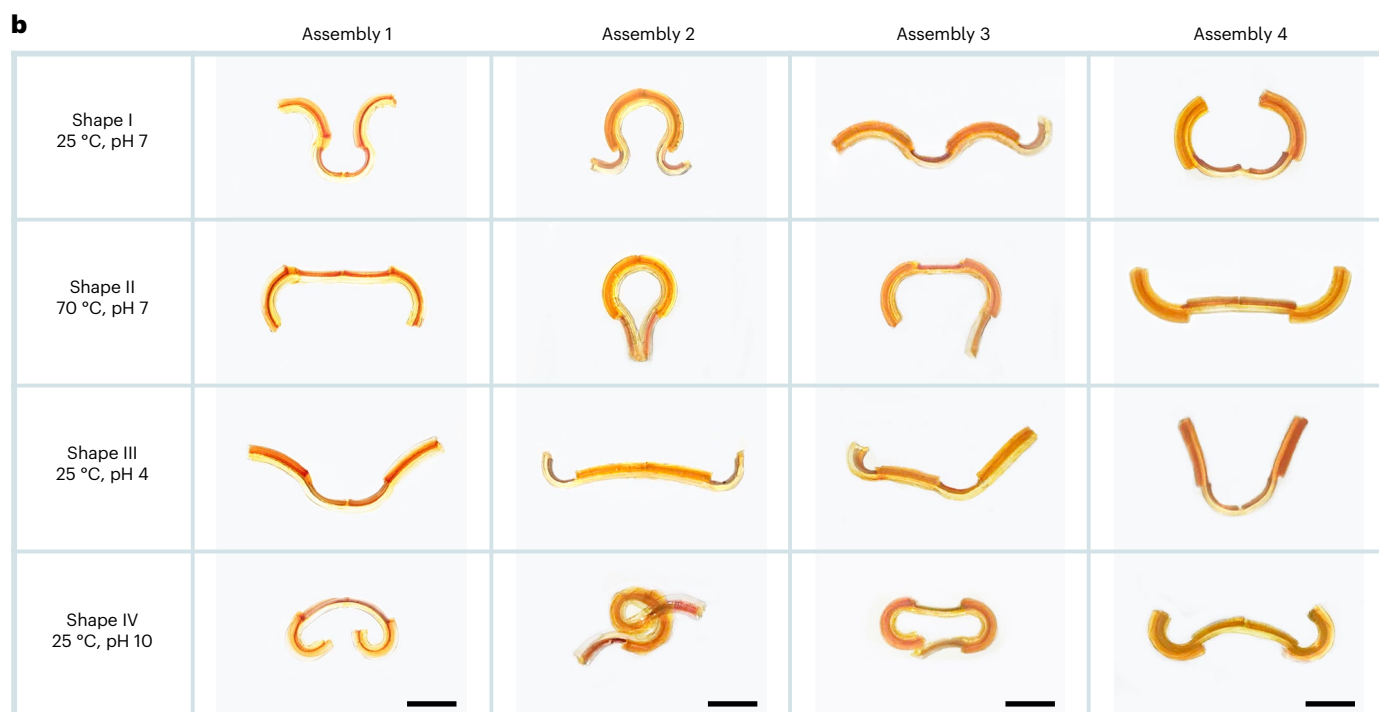 b
Assembly 1
Assembly 2
Assembly 3
Assembly 4
Shape I
25 °C, pH 7
Shape II
70 °C, pH 7
Shape III
25 °C, pH 4
Shape IV
25 °C, pH 10